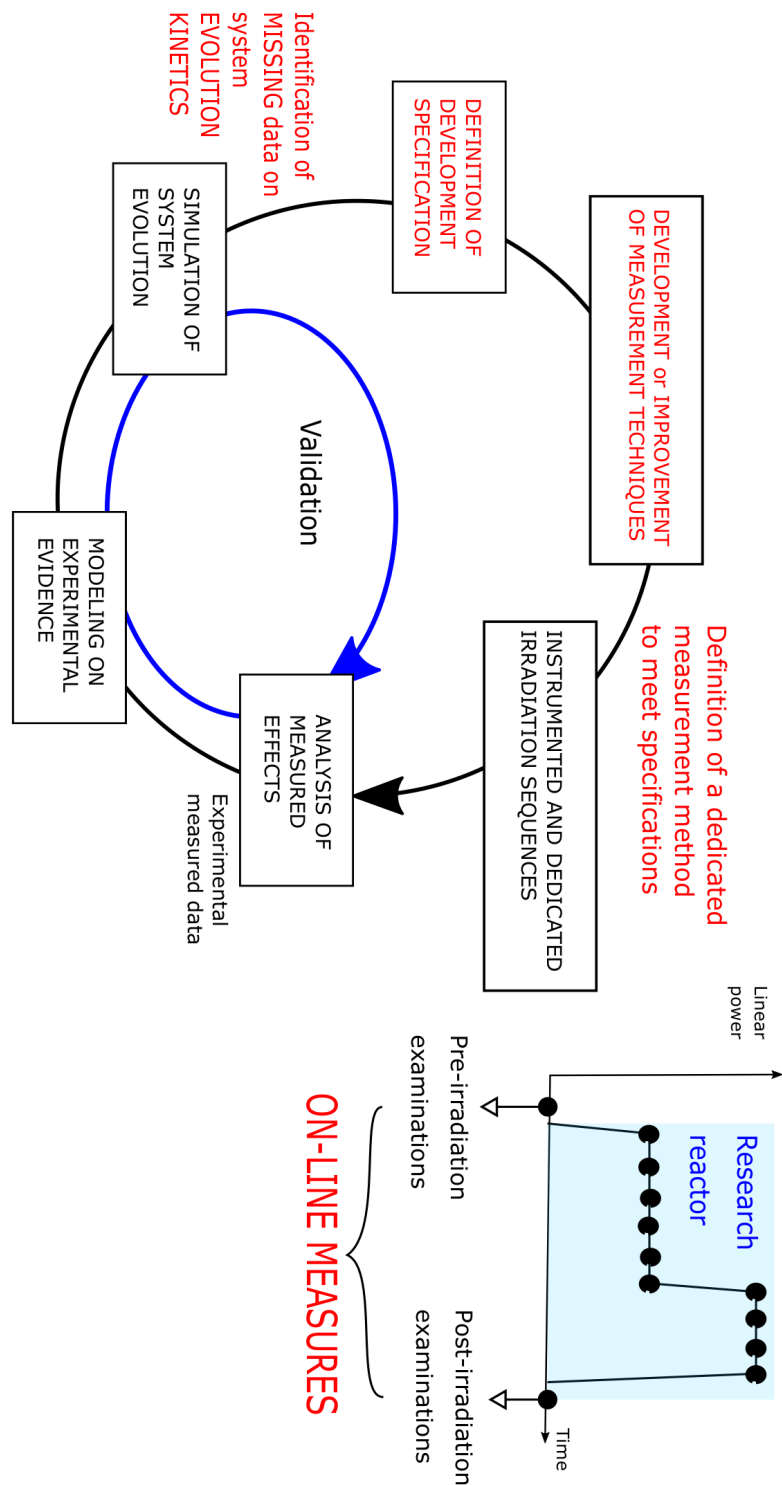 DEVELOPMENT or IMPROVEMENT
OF MEASUREMENT TECHNIQUES
Definition of a dedicated
measurement method
to meet specifications
DEFINITION OF
DEVELOPMENT
SPECIFICATION
INSTRUMENTED AND DEDICATED
IRRADIATION SEQUENCES
Identification of
MISSING data on
system
EVOLUTION
KINETICS
Validation
SIMULATION OF
SYSTEM
EVOLUTION
ANALYSIS OF
MEASURED
EFFECTS
Experimental
measured data
MODELING ON
EXPERIMENTAL
EVIDENCE
Linear
power
Research
reactor
Time
Pre-irradiation
examinations
Post-irradiation
examinations
ON-LINE MEASURES